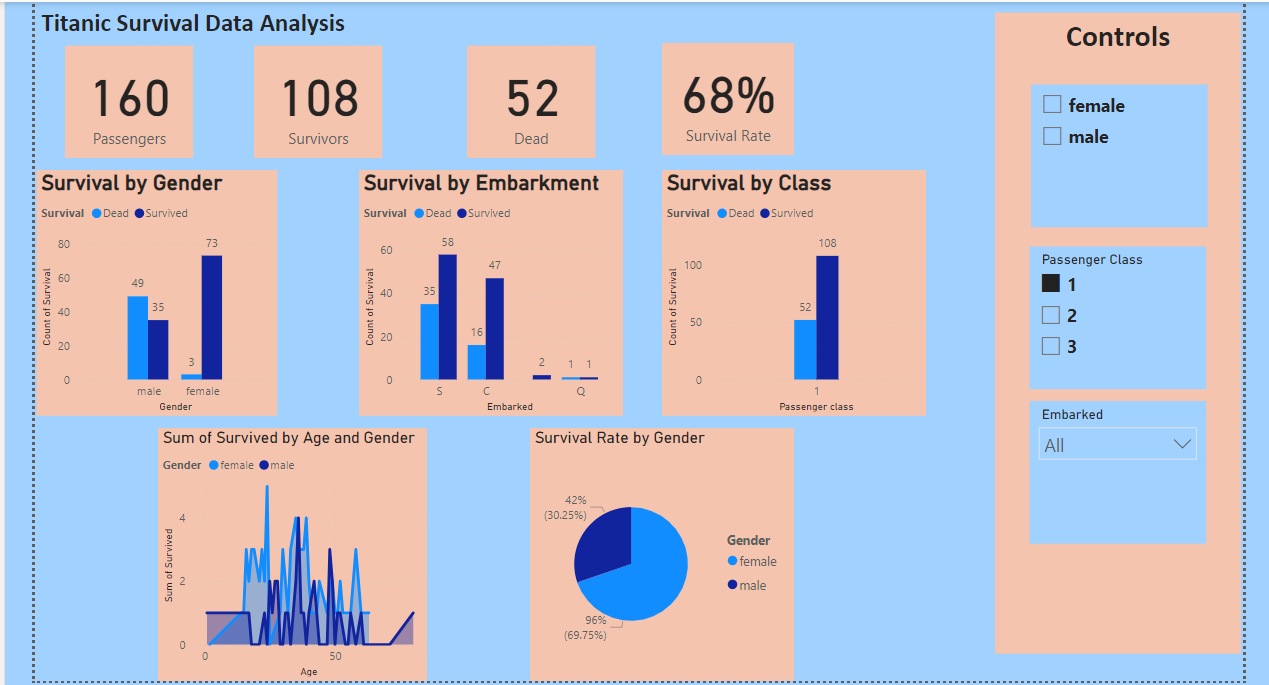 Titanic Survival Data Analysis
160
Passengers
108
Survivors
52
Dead
68%
Survival Rate
Survival by Gender
Survival Dead Survived
80
60
40
20
0
Count of Survival
49
35
3
73
male
female
Gender
Survival by Embarkment
Survival Dead Survived
60
40
20
0
Count of Survival
35
58
16
47
2
1
1
S
C
Q
Embarked
Survival by Class
Survival Dead Survived
100
50
0
Count of Survival
52
108
1
Passenger class
Sum of Survived by Age and Gender
Gender female male
4
2
0
Sum of Survived
0
50
Age
Survival Rate by Gender
42%
(30.25%)
96%
(69.75%)
Gender
female
male
Controls
female
male
Passenger Class
1
2
3
Embarked
All